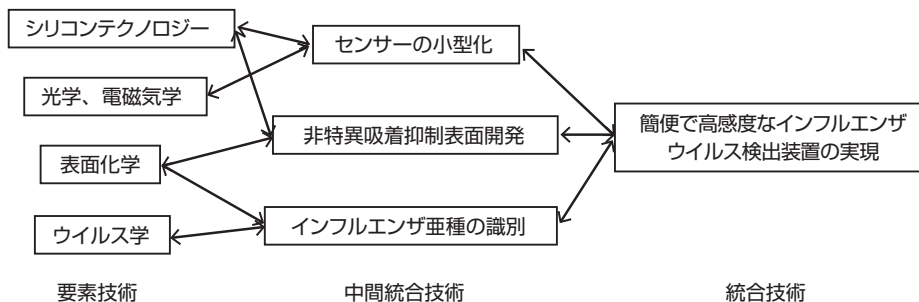 シリコンテクノロジー
光学、電磁気学
表面化学
ウイルス学
要素技術
センサーの小型化
非特異吸着抑制表面開発
インフルエンザ亜種の識別
中間統合技術
簡便で高感度なインフルエンザ
ウイルス検出装置の実現
統合技術